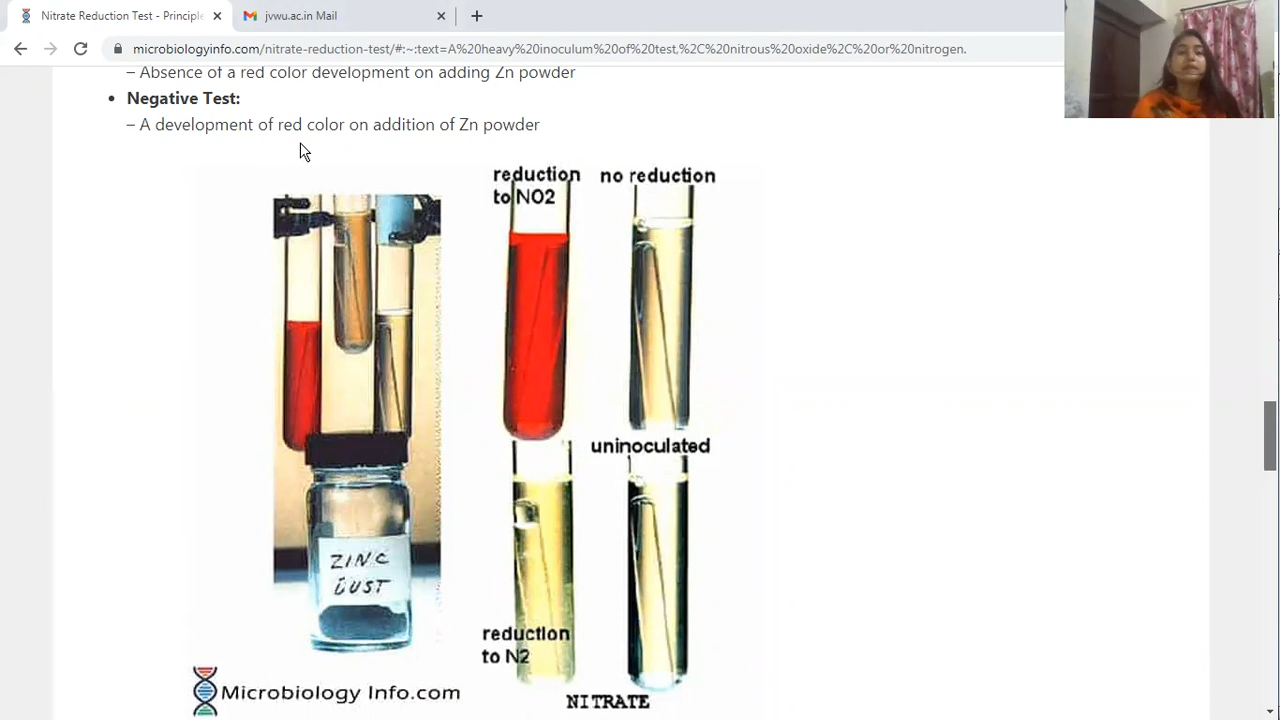 Nitrate Reduction Test - Principle
jvwu.ac.in Mail
microbiologyinfo.com/nitrate-reduction-test/#:~:text=A%20heavy%20inoculum%20of%20test,%2C%20nitrous%20oxide%2C%20or%20nitrogen.
– Absence of a red color development on adding Zn powder
• Negative Test:
– A development of red color on addition of Zn powder
reduction
to NO2
no reduction
ZINC
DUST
uninoculated
reduction
to N2
Microbiology Info.com
NITRATE